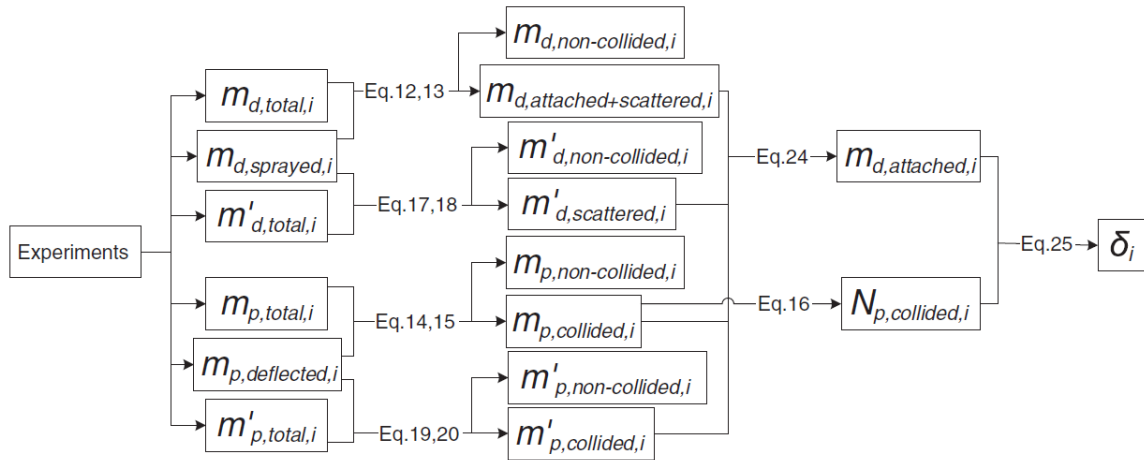 Experiments
m_{d,total,i}
m_{d,sprayed,i}
m'_{d,total,i}
m_{p,total,i}
m_{p,deflected,i}
m'_{p,total,i}
Eq.12,13
Eq.17,18
Eq.14,15
Eq.19,20
m_{d,non-collided,i}
m_{d,attached+scattered,i}
m'_{d,non-collided,i}
m'_{d,scattered,i}
m_{p,non-collided,i}
m_{p,collided,i}
m'_{p,non-collided,i}
m'_{p,collided,i}
Eq.24
Eq.16
m_{d,attached,i}
N_{p,collided,i}
Eq.25
δ_i